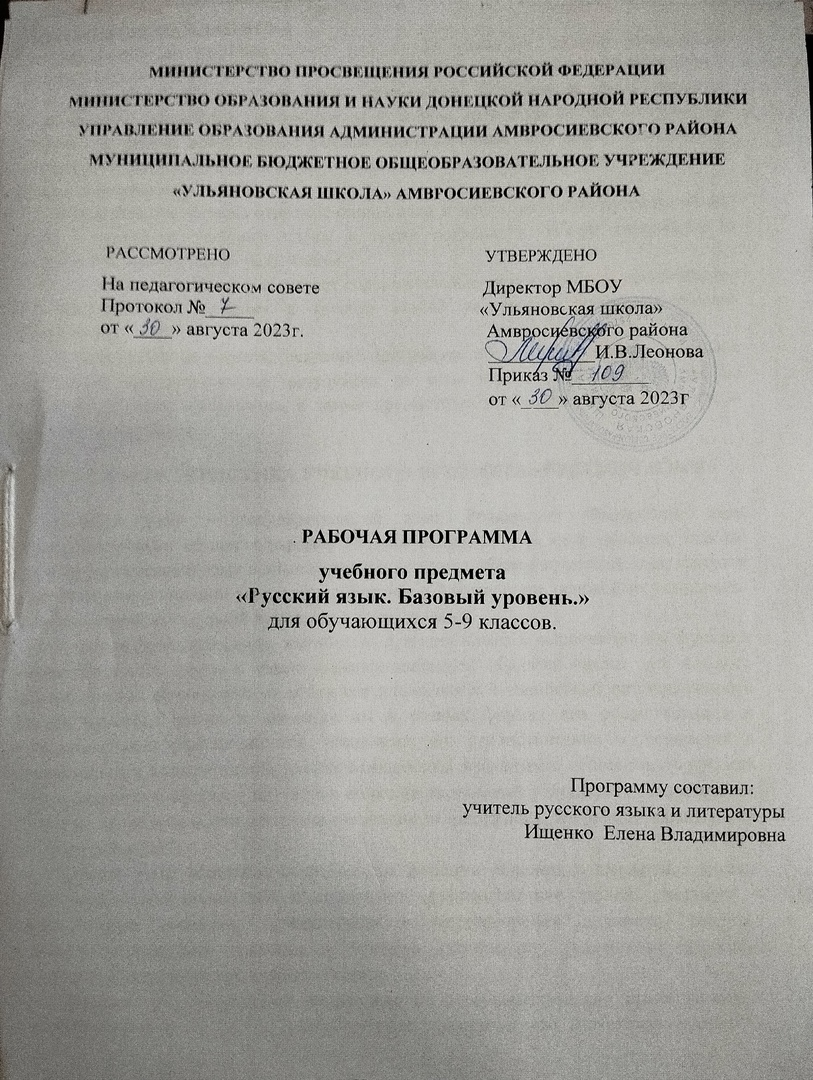 МИНИСТЕРСТВО ПРОСВЕЩЕНИЯ РОССИЙСКОЙ ФЕДЕРАЦИИ
МИНИСТЕРСТВО ОБРАЗОВАНИЯ И НАУКИ ДОНЕЦКОЙ НАРОДНОЙ РЕСПУБЛИКИ
УПРАВЛЕНИЕ ОБРАЗОВАНИЯ АДМИНИСТРАЦИИ АМВРОСИЕВСКОГО РАЙОНА
МУНИЦИПАЛЬНОЕ БЮДЖЕТНОЕ ОБЩЕОБРАЗОВАТЕЛЬНОЕ УЧРЕЖДЕНИЕ
«УЛЬЯНОВСКАЯ ШКОЛА» АМВРОСИЕВСКОГО РАЙОНА
РАССМОТРЕНО
На педагогическом совете
Протокол № 7
от «30» августа 2023г.
УТВЕРЖДЕНО
Директор МБОУ
«Ульяновская школа»
Амвросиевского района
И.В.Леонова
Приказ № 109
от «30» августа 2023г
РАБОЧАЯ ПРОГРАММА
учебного предмета
«Русский язык. Базовый уровень.»
для обучающихся 5-9 классов.
Программу составил:
учитель русского языка и литературы
Ищенко Елена Владимировна